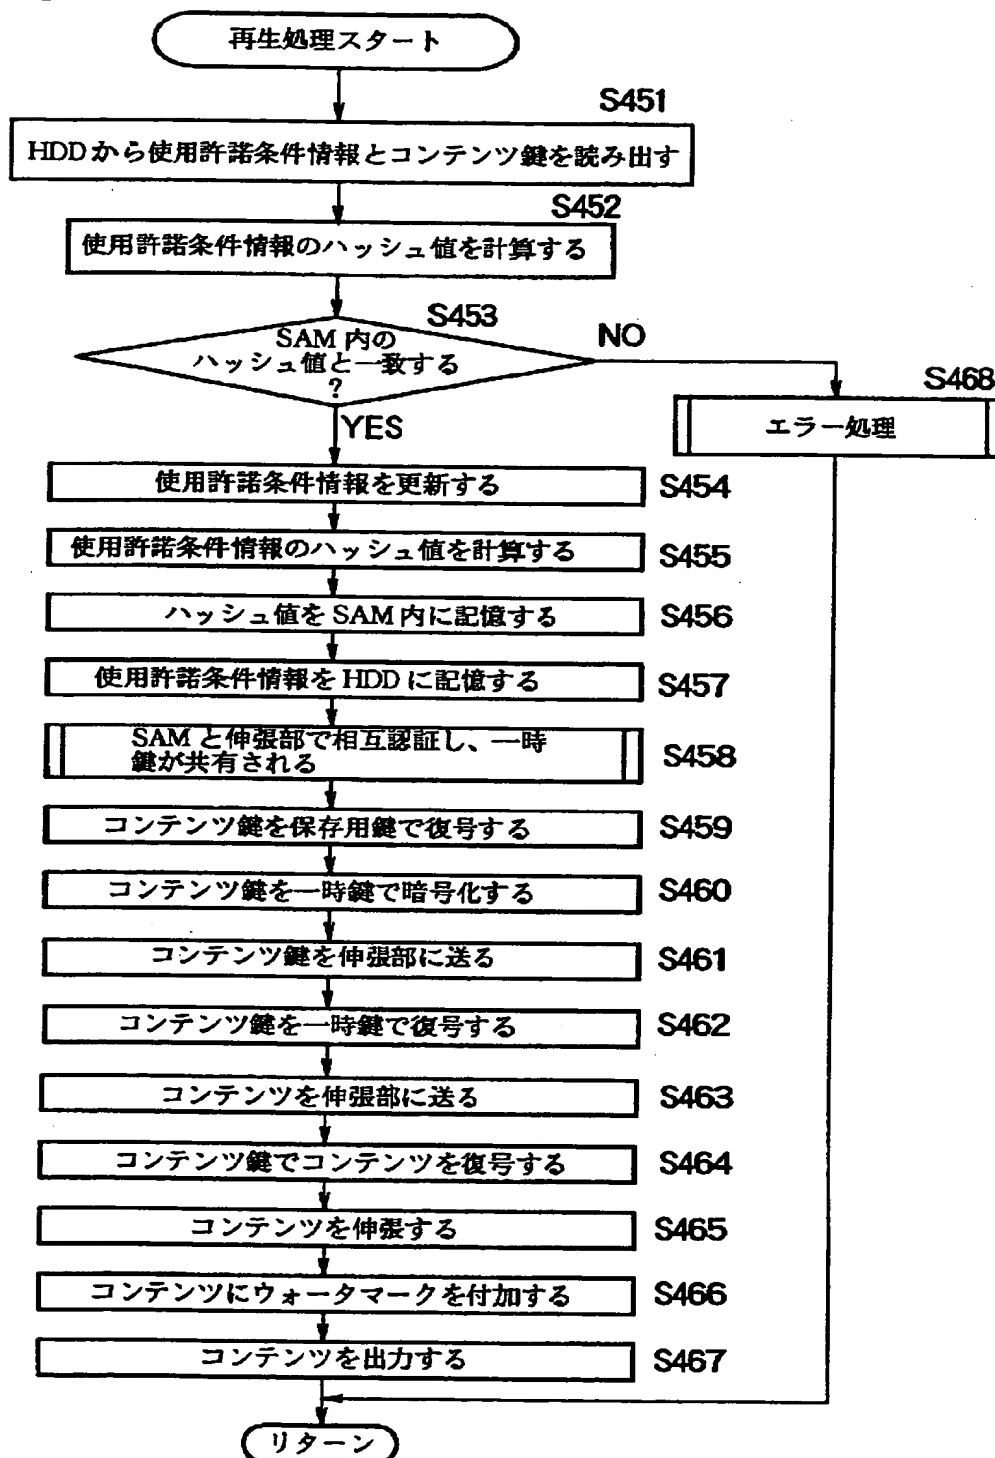 再生処理スタート
S451
HDDから使用許諾条件情報とコンテンツ鍵を読み出す
S452
使用許諾条件情報のハッシュ値を計算する
S453
SAM内の
ハッシュ値と一致する
?
NO
YES
S468
エラー処理
使用許諾条件情報を更新する S454
使用許諾条件情報のハッシュ値を計算する S455
ハッシュ値をSAM内に記憶する S456
使用許諾条件情報をHDDに記憶する S457
SAMと伸張部で相互認証し、一時
鍵が共有される S458
コンテンツ鍵を保存用鍵で復号する S459
コンテンツ鍵を一時鍵で暗号化する S460
コンテンツ鍵を伸張部に送る S461
コンテンツ鍵を一時鍵で復号する S462
コンテンツを伸張部に送る S463
コンテンツ鍵でコンテンツを復号する S464
コンテンツを伸張する S465
コンテンツにウォータマークを付加する S466
コンテンツを出力する S467
リターン